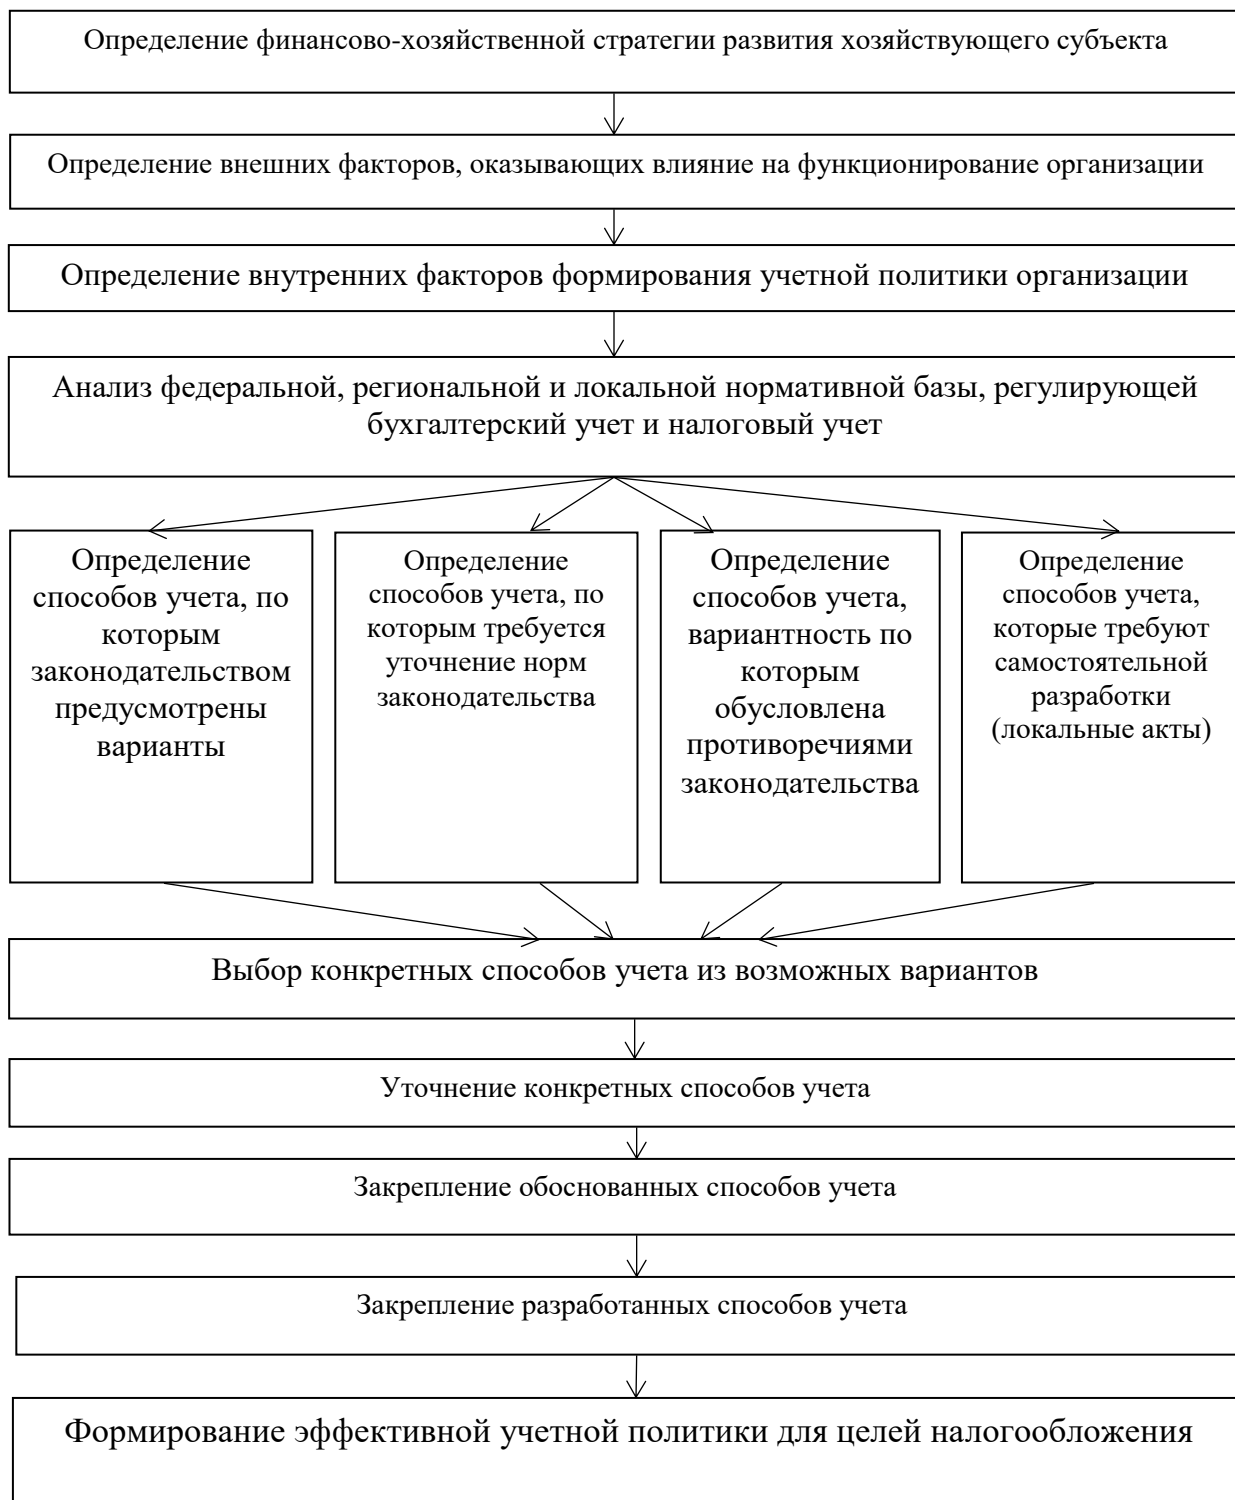 Определение финансово-хозяйственной стратегии развития хозяйствующего субъекта
Определение внешних факторов, оказывающих влияние на функционирование организации
Определение внутренних факторов формирования учетной политики организации
Анализ федеральной, региональной и локальной нормативной базы, регулирующей
бухгалтерский учет и налоговый учет
Определение
способов учета, по
которым
законодательством
предусмотрены
варианты
Определение
способов учета, по
которым требуется
уточнение норм
законодательства
Определение
способов учета,
вариантность по
которым
обусловлена
противоречиями
законодательства
Определение
способов учета,
которые требуют
самостоятельной
разработки
(локальные акты)
Выбор конкретных способов учета из возможных вариантов
Уточнение конкретных способов учета
Закрепление обоснованных способов учета
Закрепление разработанных способов учета
Формирование эффективной учетной политики для целей налогообложения